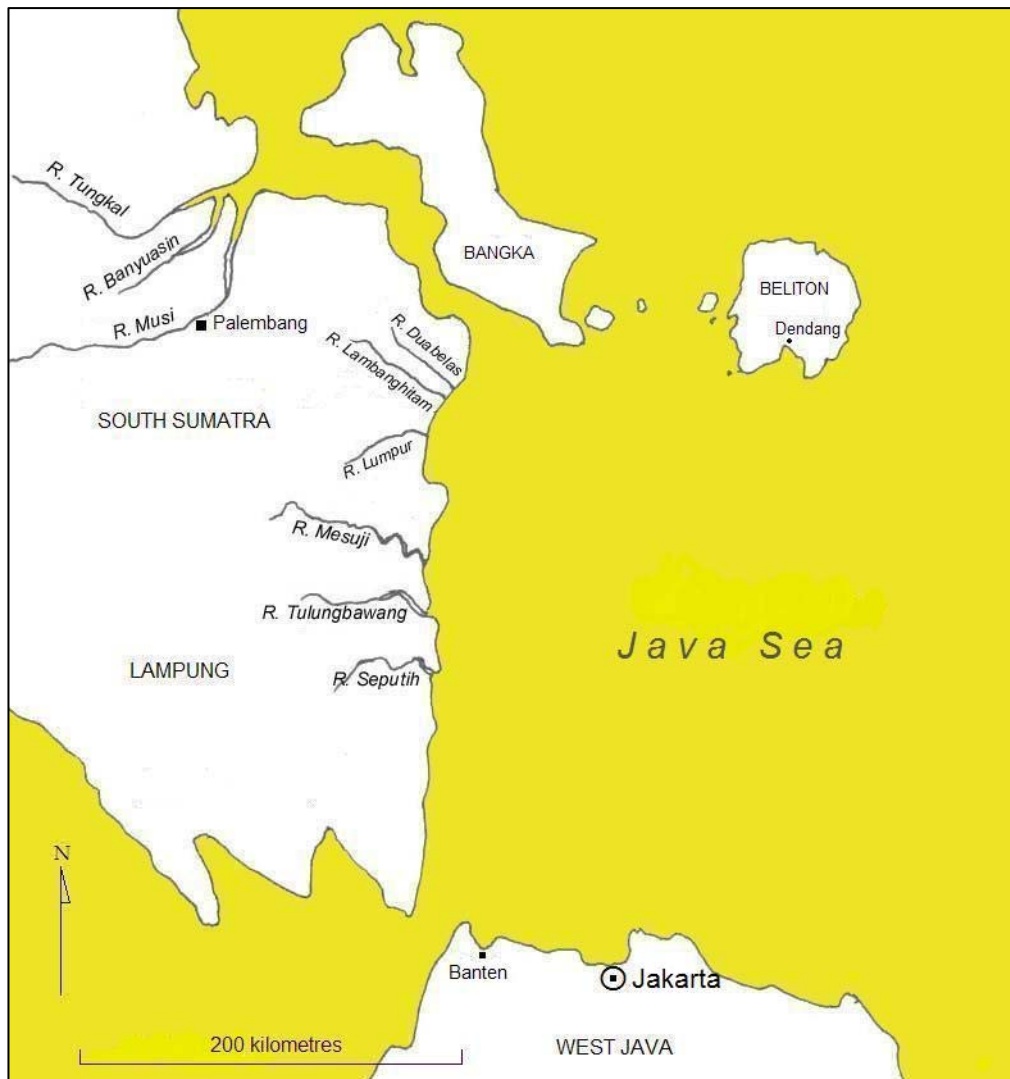 R. Tungkal
R. Banyuasin
R. Musi
Palembang
BANGKA
BELITON
Dendang
R. Duabelas
R. Lambanghitam
SOUTH SUMATRA
R. Lumpur
R. Mesuji
R. Tulungbawang
Java Sea
LAMPUNG
R. Seputih
N
Banten
Jakarta
200 kilometres
WEST JAVA